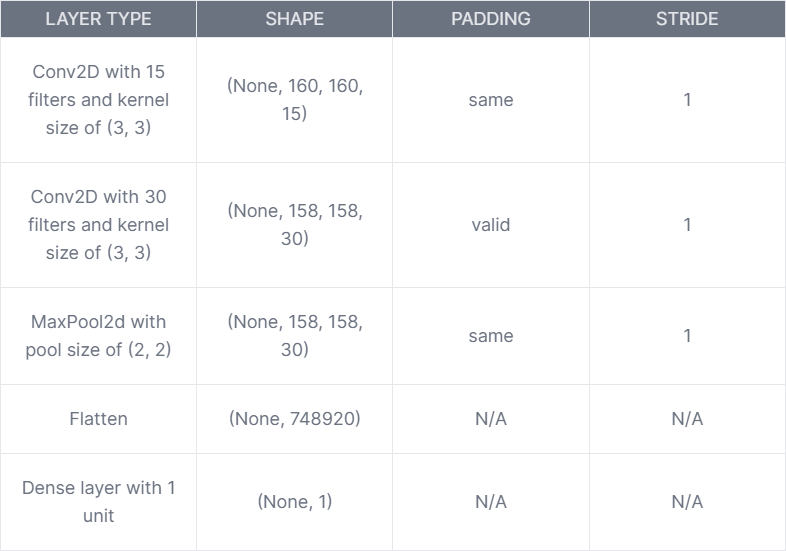 LAYER TYPE SHAPE PADDING STRIDE
Conv2D with 15
filters and kernel
size of (3, 3)
(None, 160, 160,
15)
same
1
Conv2D with 30
filters and kernel
size of (3, 3)
(None, 158, 158,
30)
valid
1
MaxPool2d with
pool size of (2, 2)
(None, 158, 158,
30)
same
1
Flatten (None, 748920) N/A N/A
Dense layer with 1
unit
(None, 1)
N/A
N/A